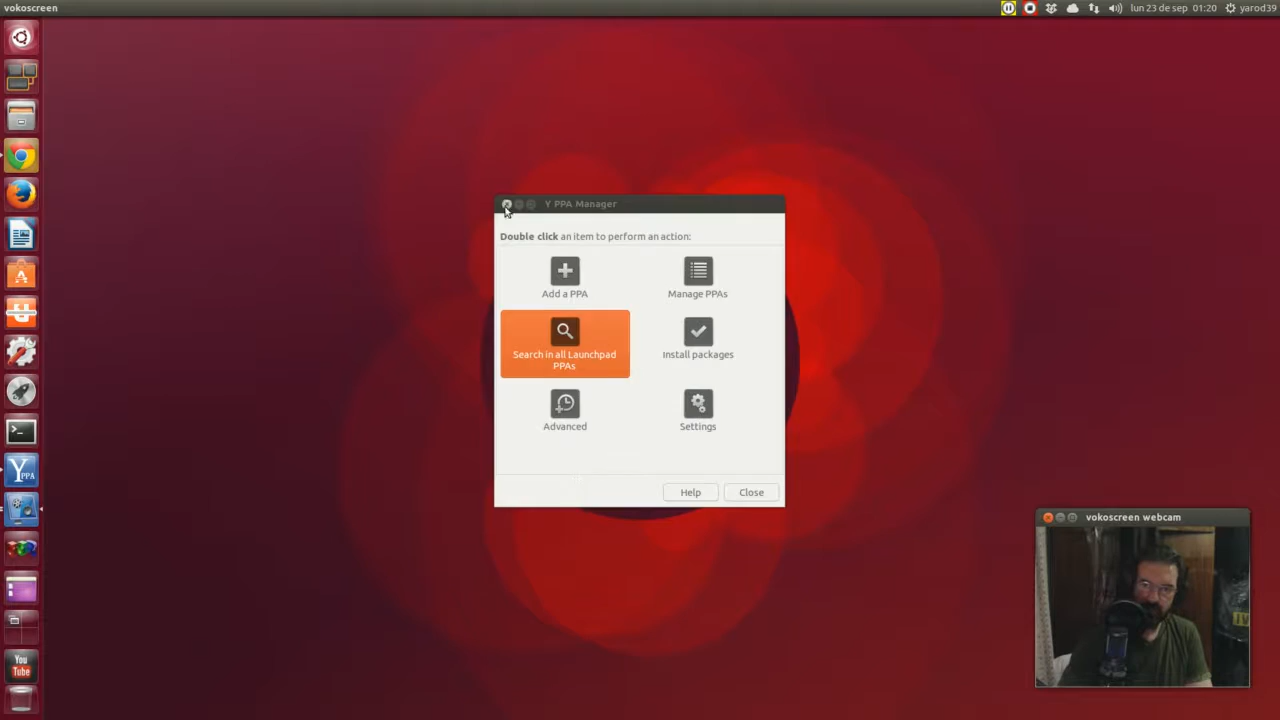 vokoscreen
lun 23 de sep 01:20
yarod39
Y PPA Manager
Double click an item to perform an action:
Add a PPA
Manage PPAs
Search in all Launchpad
PPAs
Install packages
Advanced
Settings
Help
Close
Y
PPA
You
Tube
vokoscreen webcam